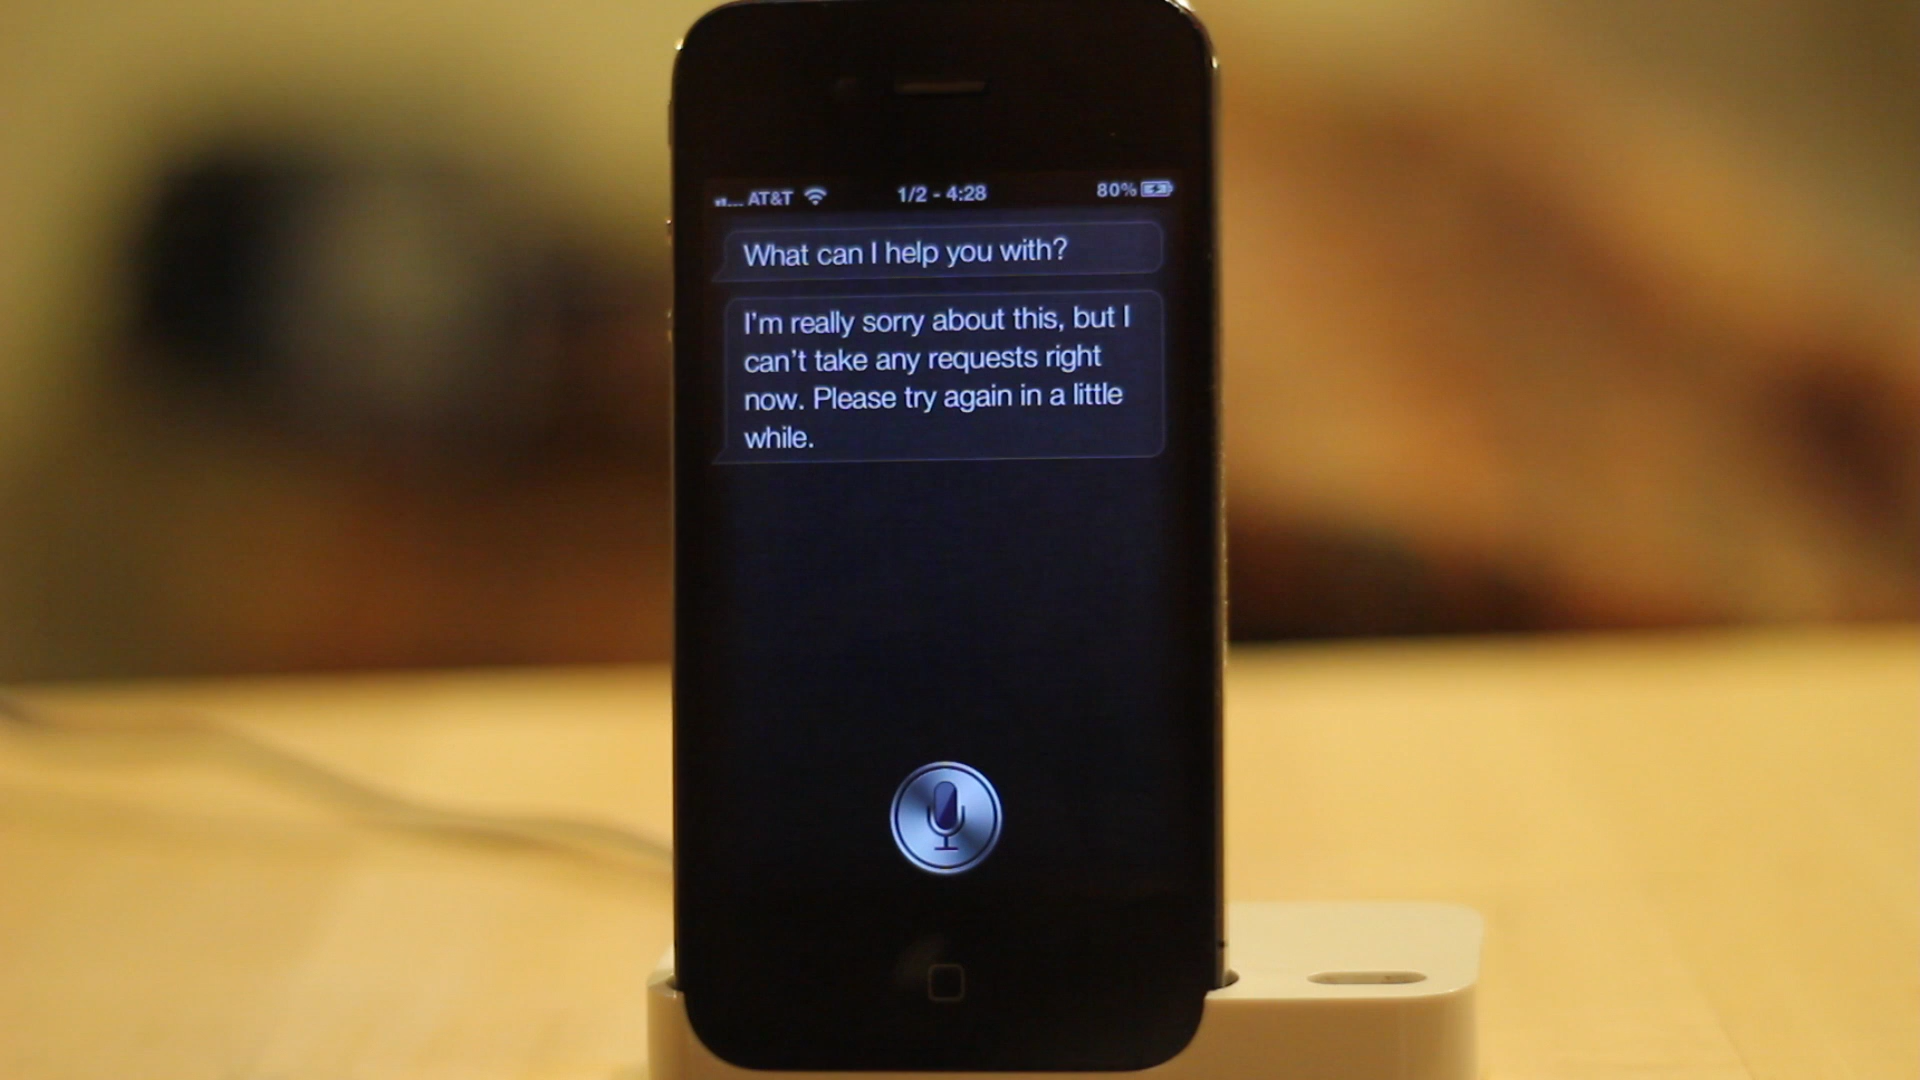 AT&T 1/2 - 4:28 80%
What can I help you with?
I'm really sorry about this, but I
can't take any requests right
now. Please try again in a little
while.